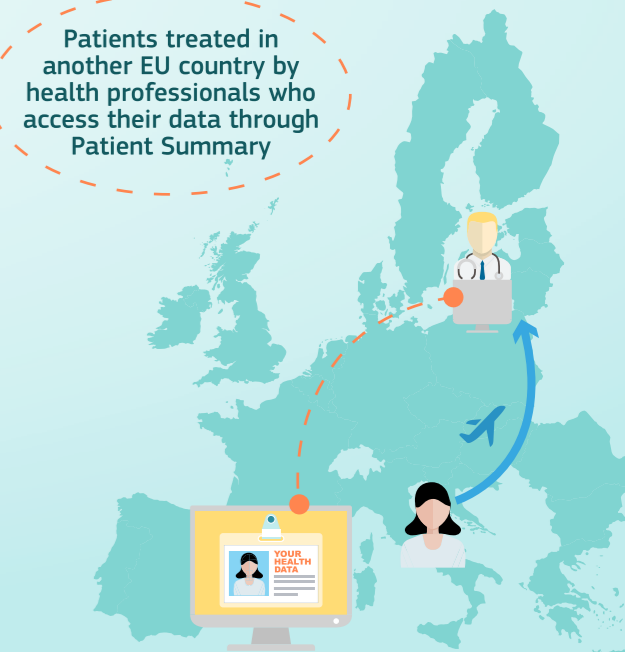 Patients treated in
another EU country by
health professionals who
access their data through
Patient Summary
YOUR
HEALTH
DATA